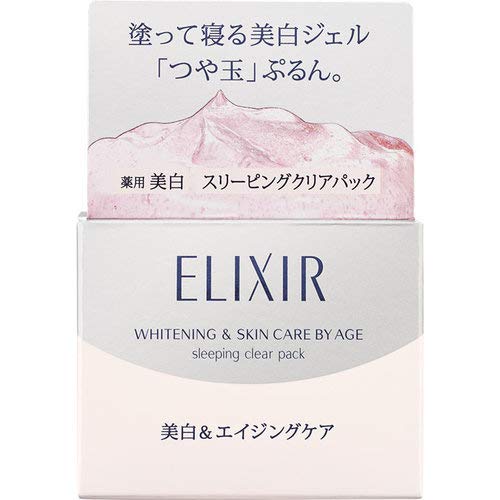 塗って寝る美白ジェル
「つや玉」ぷるん。
薬用 美白 スリーピングクリアパック
ELIXIR
WHITENING & SKIN CARE BY AGE
sleeping clear pack
美白&エイジングケア